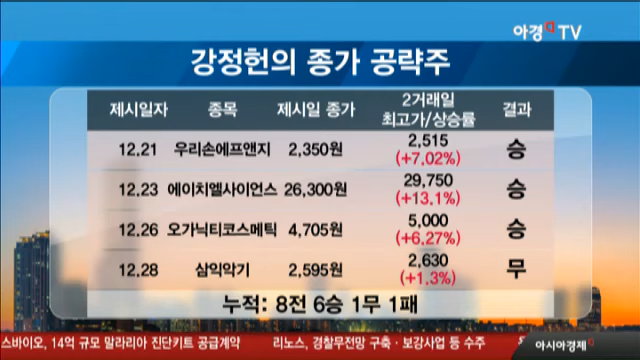 아경 TV
강정헌의 종가 공략주
제시일자 종목 제시일 종가 2거래일 최고가/상승률 결과
12.21 우리손에프앤지 2,350원 2,515 (+7.02%) 승
12.23 에이치엘사이언스 26,300원 29,750 (+13.1%) 승
12.26 오가닉티코스메틱 4,705원 5,000 (+6.27%) 승
12.28 삼익악기 2,595원 2,630 (+1.3%) 무
누적: 8전 6승 1무 1패
스바이오, 14억 규모 말라리아 진단키트 공급계약 리노스, 경찰무전망 구축·보강사업 등 수주 아시아경제